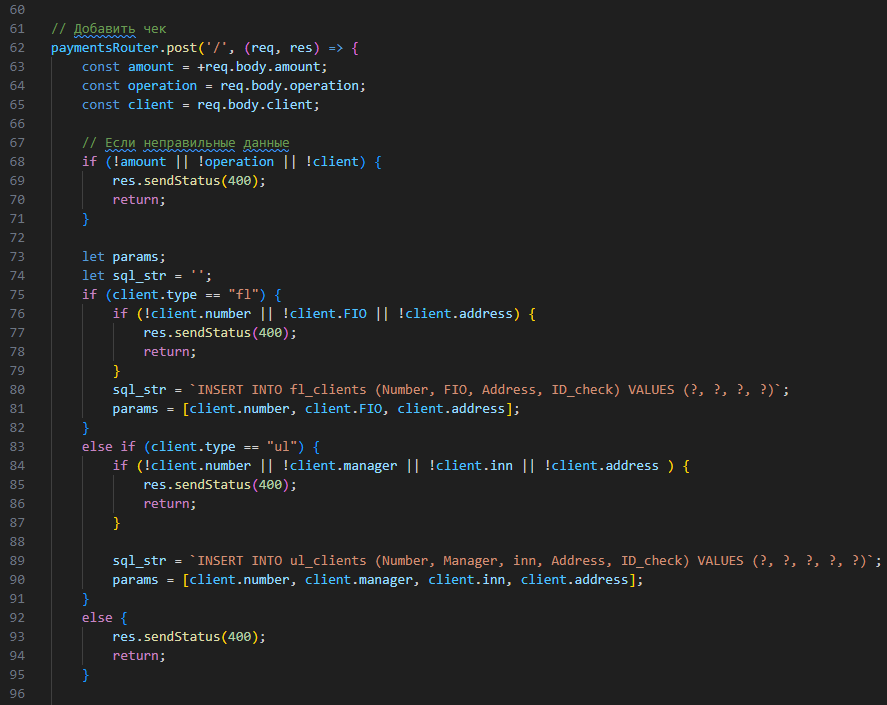 60
61 // Добавить чек
62 paymentsRouter.post('/', (req, res) => {
63     const amount = +req.body.amount;
64     const operation = req.body.operation;
65     const client = req.body.client;
66
67     // Если неправильные данные
68     if (!amount || !operation || !client) {
69         res.sendStatus(400);
70         return;
71     }
72
73     let params;
74     let sql_str = '';
75     if (client.type == "fl") {
76         if (!client.number || !client.FIO || !client.address) {
77             res.sendStatus(400);
78             return;
79         }
80         sql_str = `INSERT INTO fl_clients (Number, FIO, Address, ID_check) VALUES (?, ?, ?, ?)`;
81         params = [client.number, client.FIO, client.address];
82     }
83     else if (client.type == "ul") {
84         if (!client.number || !client.manager || !client.inn || !client.address ) {
85             res.sendStatus(400);
86             return;
87         }
88
89         sql_str = `INSERT INTO ul_clients (Number, Manager, inn, Address, ID_check) VALUES (?, ?, ?, ?, ?)`;
90         params = [client.number, client.manager, client.inn, client.address];
91     }
92     else {
93         res.sendStatus(400);
94         return;
95     }
96